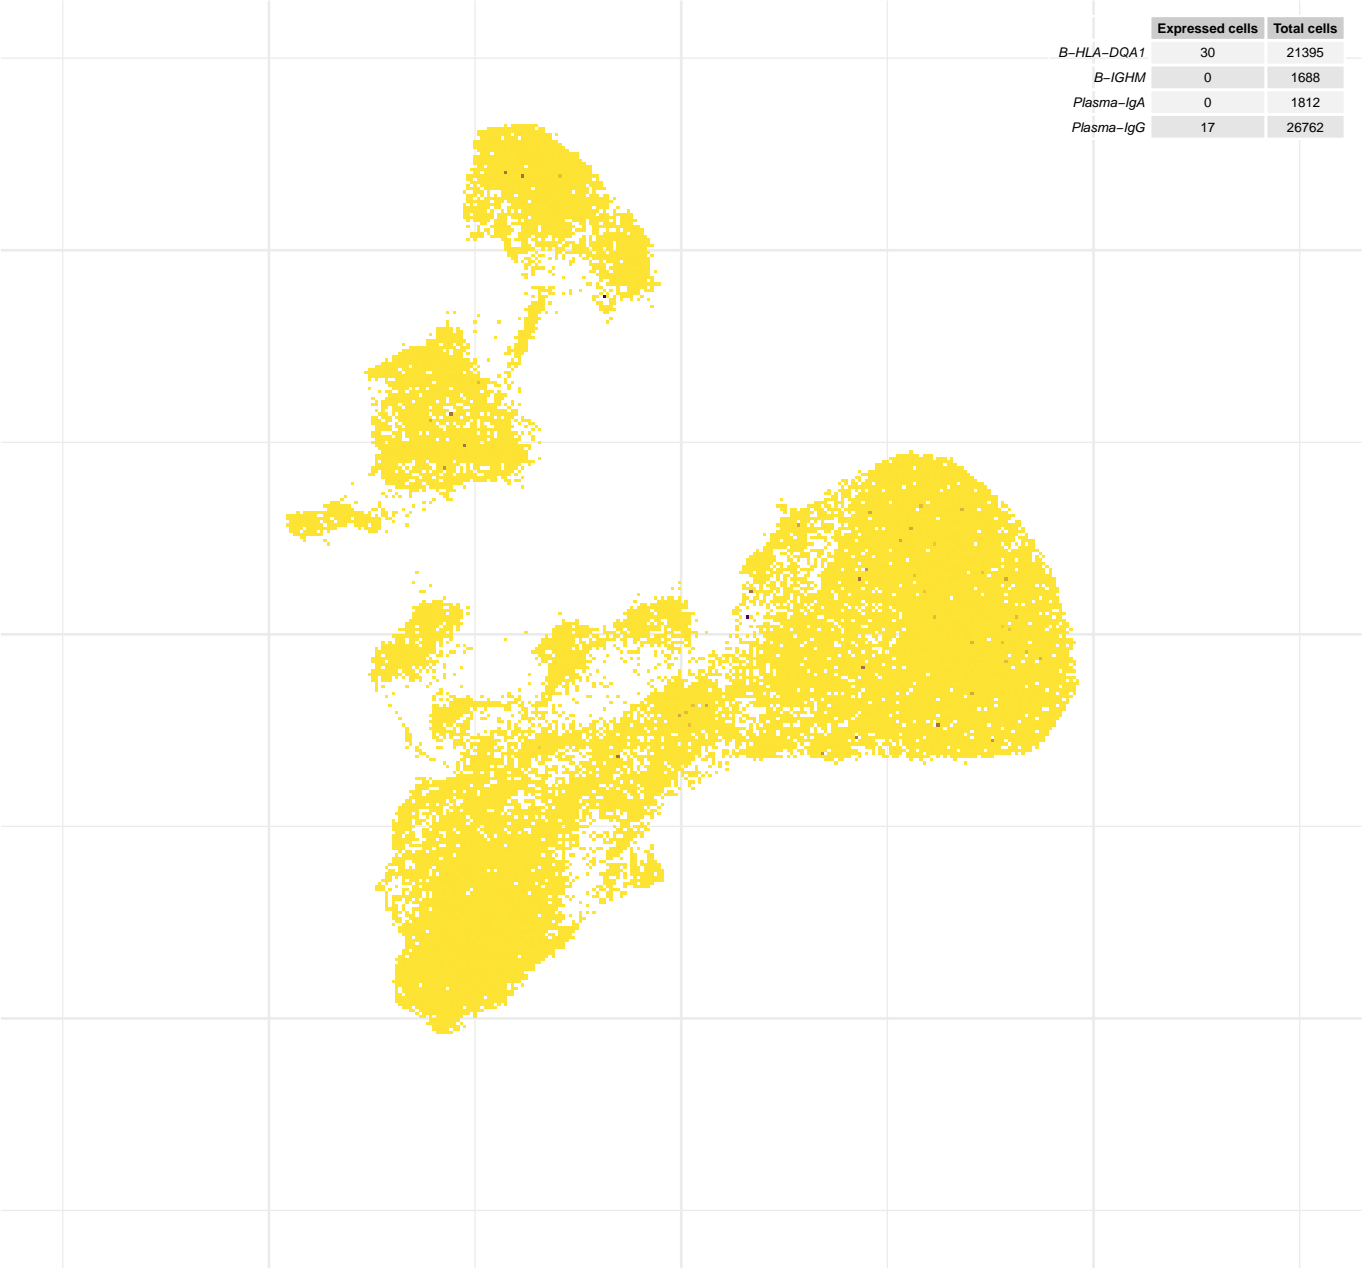 Expressed cells Total cells
B−HLA−DQA1 30 21395
B−IGHM 0 1688
Plasma−IgA 0 1812
Plasma−IgG 17 26762